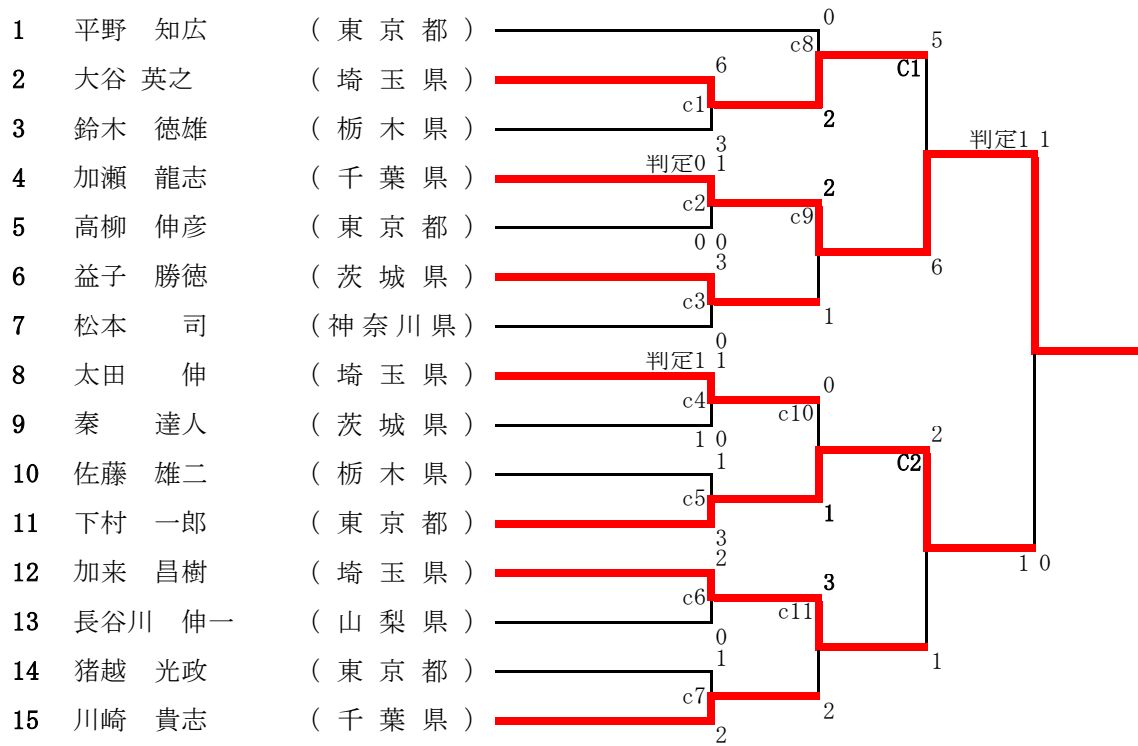 0
1 平野 知広 (東京都)
c8 5
6 C1
2 大谷 英之 (埼玉県)
c1 2
3 鈴木 徳雄 (栃木県)
3 判定1 1
判定0 1
4 加瀬 龍志 (千葉県)
2
c2 c9
5 高柳 伸彦 (東京都)
0 0
3 6
6 益子 勝徳 (茨城県)
c3 1
7 松本 司 (神奈川県)
0
判定1 1
8 太田 伸 (埼玉県)
0
c4 c10
9 秦 達人 (茨城県)
1 0 2
1 C2
10 佐藤 雄二 (栃木県)
c5 1
11 下村 一郎 (東京都)
3
2 1 0
12 加来 昌樹 (埼玉県)
3
c6 c11
13 長谷川 伸一 (山梨県)
0
1 1
14 猪越 光政 (東京都)
c7 2
15 川崎 貴志 (千葉県)
2